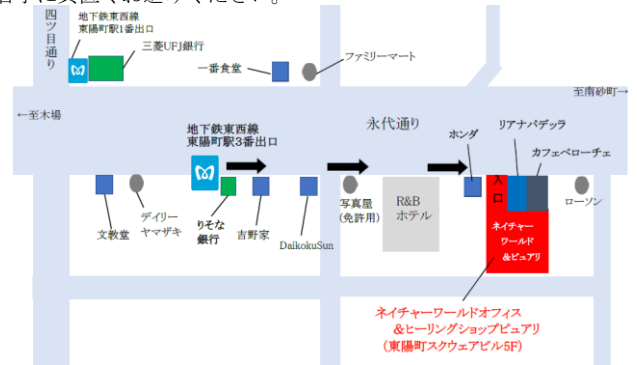 四ツ目通り
地下鉄東西線
東陽町駅1番出口
三菱UFJ銀行
一番食堂
ファミリーマート
至南砂町→
←至木場
地下鉄東西線
東陽町駅3番出口
永代通り
ホンダ
リアナパデッラ
カフェベローチェ
文教堂
デイリー
ヤマザキ
りそな
銀行
吉野家
DaikokuSun
写真屋
(免許用)
R&B
ホテル
入口
ネイチャー
ワールド
&ピュアリ
ローソン
ネイチャーワールドオフィス
&ヒーリングショップピュアリ
(東陽町スクウェアビル5F)